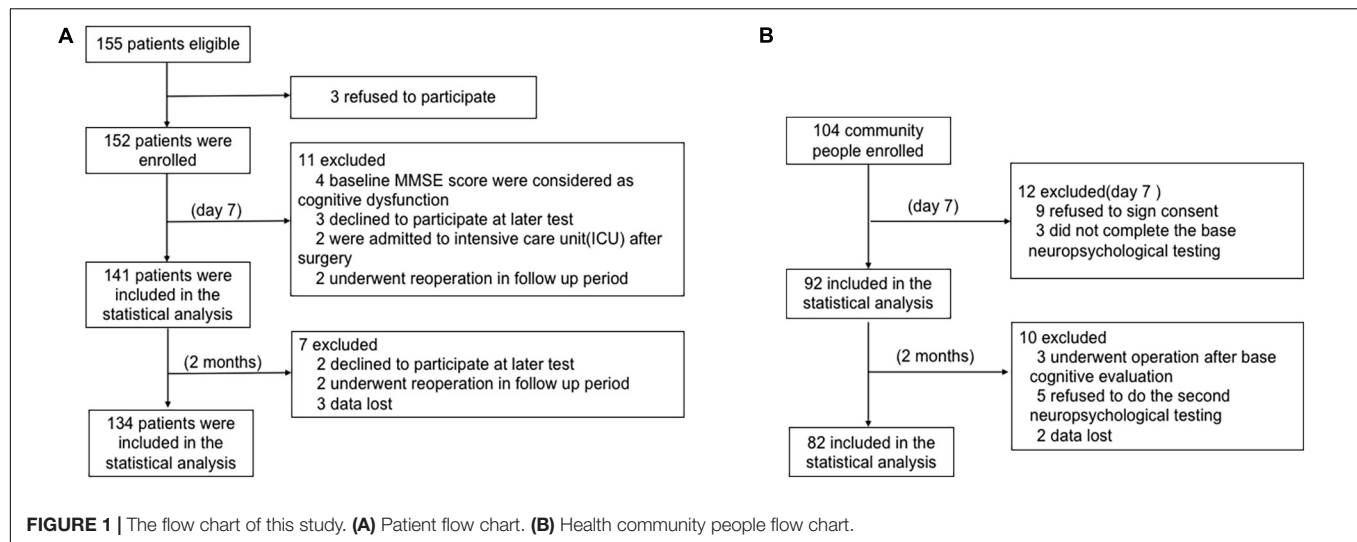 A
155 patients eligible
3 refused to participate
152 patients were
enrolled
11 excluded
4 baseline MMSE score were considered as
cognitive dysfunction
3 declined to participate at later test
2 were admitted to intensive care unit(ICU) after
surgery
2 underwent reoperation in follow up period
(day 7)
141 patients were
included in the
statistical analysis
7 excluded
2 declined to participate at later test
2 underwent reoperation in follow up period
3 data lost
(2 months)
134 patients were
included in the
statistical analysis
B
104 community
people enrolled
12 excluded(day 7 )
9 refused to sign consent
3 did not complete the base
neuropsychological testing
(day 7)
92 included in the
statistical analysis
10 excluded
3 underwent operation after base
cognitive evaluation
5 refused to do the second
neuropsychological testing
2 data lost
(2 months)
82 included in the
statistical analysis
FIGURE 1 | The flow chart of this study. (A) Patient flow chart. (B) Health community people flow chart.